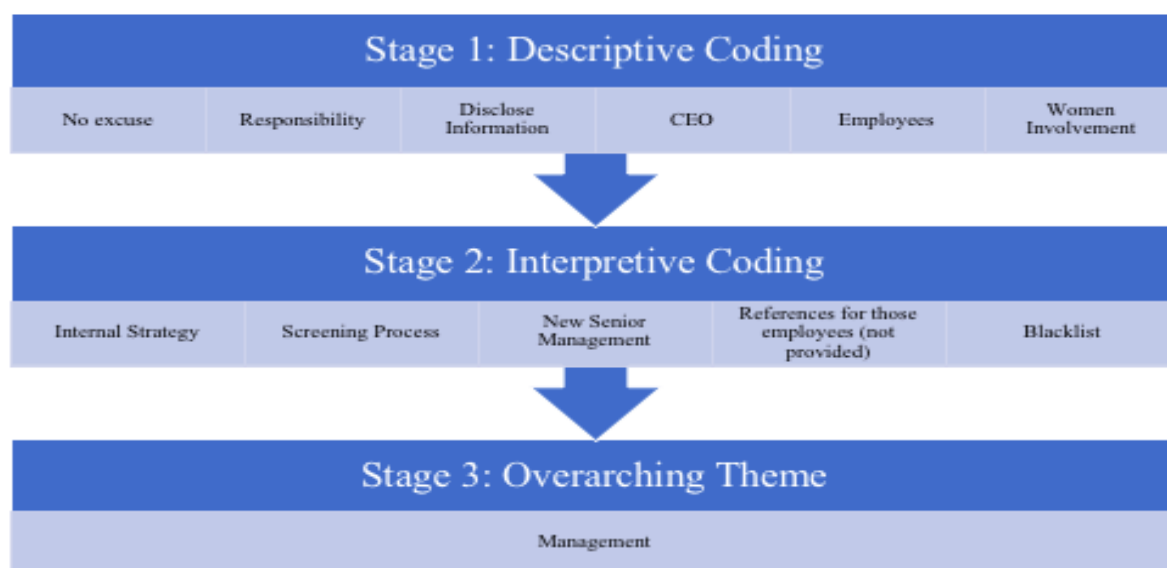 Stage 1: Descriptive Coding
No excuse
Responsibility
Disclose
Information
CEO
Employees
Women
Involvement
Stage 2: Interpretive Coding
Internal Strategy
Screening Process
New Senior
Management
References for those
employees (not
provided)
Blacklist
Stage 3: Overarching Theme
Management